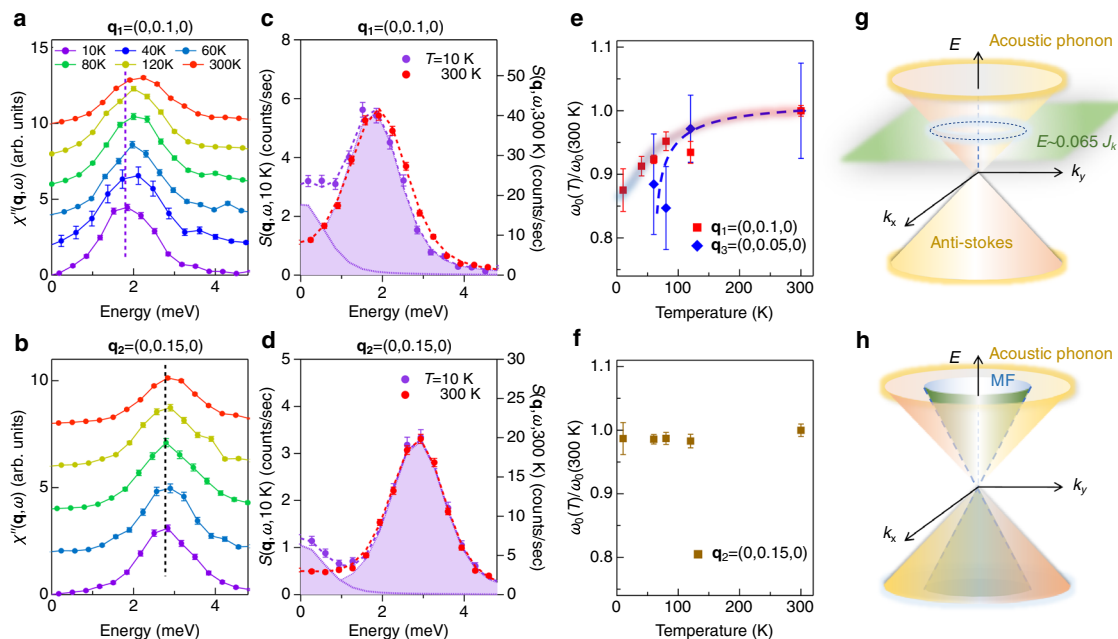 a
q₁=(0,0.1,0)
10K 40K 60K
80K 120K 300K
χ″(q,ω) (arb. units)
15
10
5
0
0 2 4
Energy (meV)
b
q₂=(0,0.15,0)
χ″(q,ω) (arb. units)
10
5
0
0 2 4
Energy (meV)
c
q₁=(0,0.1,0)
T=10 K
300 K
S(q,ω,10 K) (counts/sec)
8
6
4
2
0
S(q,ω,300 K) (counts/sec)
50
40
30
20
10
0
0 2 4
Energy (meV)
d
q₂=(0,0.15,0)
T=10 K
300 K
S(q,ω,10 K) (counts/sec)
5
4
3
2
1
0
S(q,ω,300 K) (counts/sec)
30
25
20
15
10
5
0
0 2 4
Energy (meV)
e
ω₀(T)/ω₀(300 K)
1.1
1.0
0.9
0.8
q₁=(0,0.1,0)
q₃=(0,0.05,0)
0 100 200 300
Temperature (K)
f
ω₀(T)/ω₀(300 K)
1.1
1.0
0.9
0.8
q₂=(0,0.15,0)
0 100 200 300
Temperature (K)
g
E
Acoustic phonon
E~0.065 Jₖ
k_y
k_x
Anti-stokes
h
E
Acoustic phonon
MF
k_y
k_x